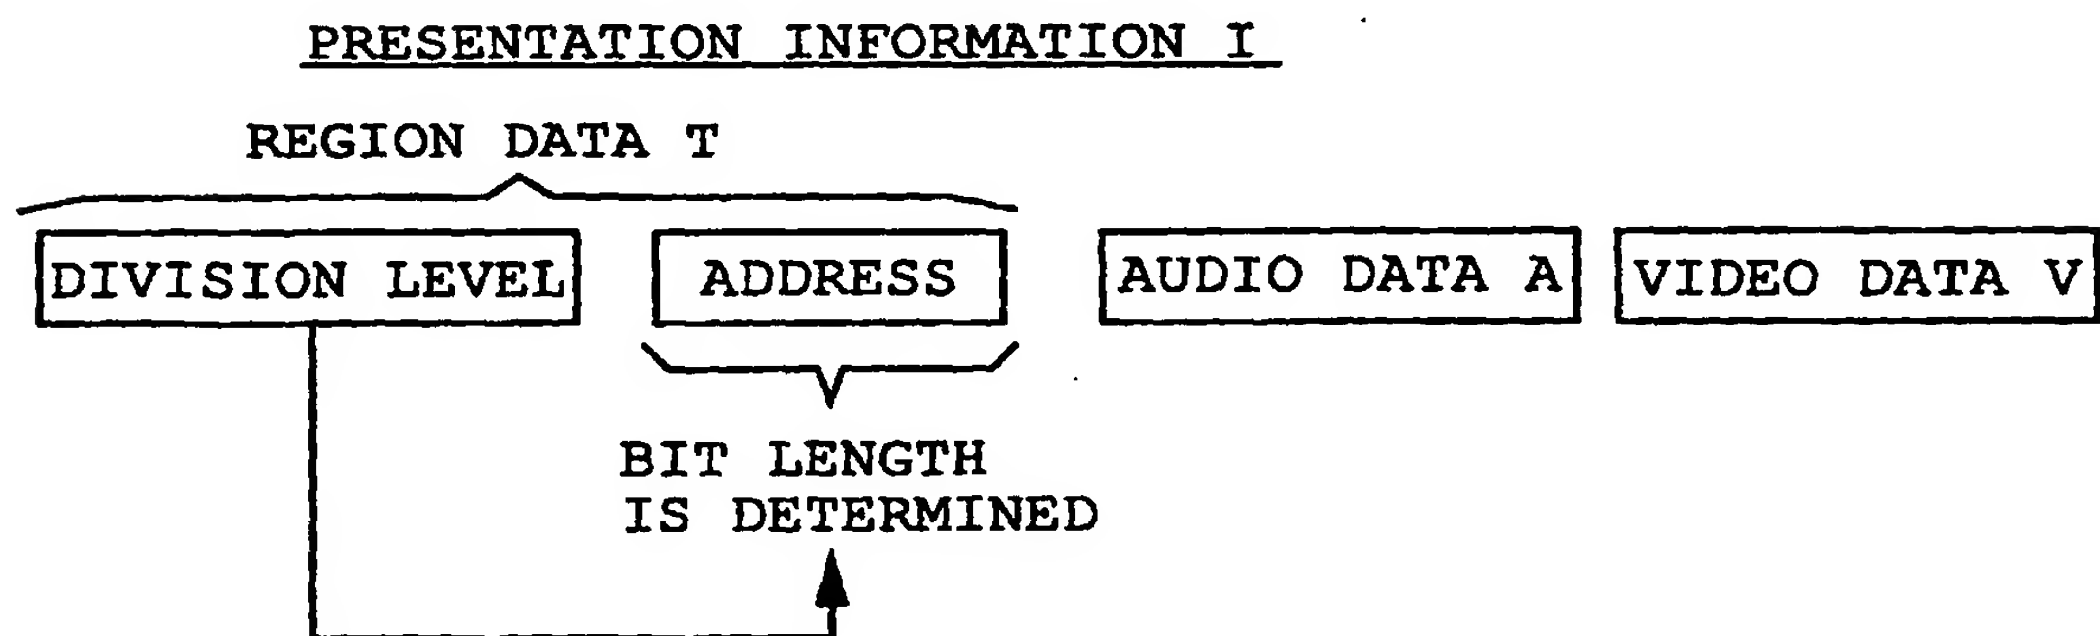 PRESENTATION INFORMATION I
REGION DATA T
DIVISION LEVEL ADDRESS AUDIO DATA A VIDEO DATA V
BIT LENGTH
IS DETERMINED